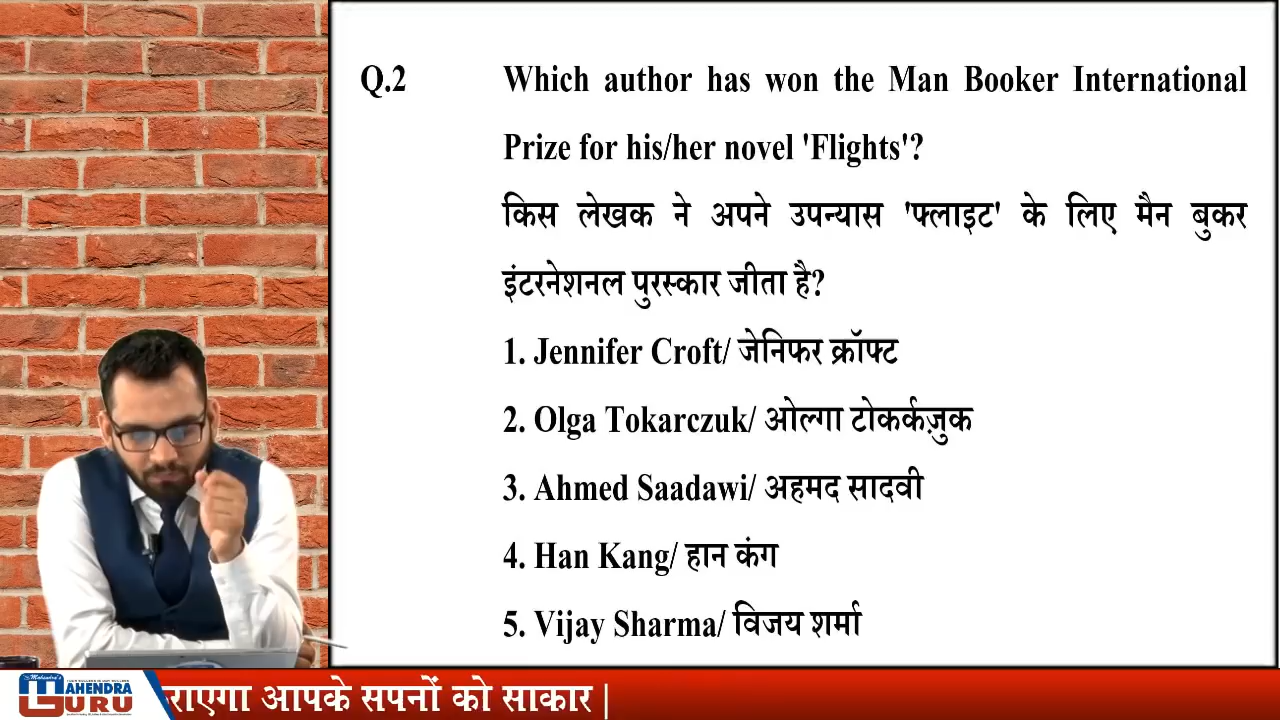 Q.2 Which author has won the Man Booker International
Prize for his/her novel 'Flights'?
किस लेखक ने अपने उपन्यास 'फ्लाइट' के लिए मैन बुकर
इंटरनेशनल पुरस्कार जीता है?
1. Jennifer Croft/ जेनिफर क्रॉफ्ट
2. Olga Tokarczuk/ ओल्गा टोकर्कज़ुक
3. Ahmed Saadawi/ अहमद सादवी
4. Han Kang/ हान कंग
5. Vijay Sharma/ विजय शर्मा
Mahendra's
MAHENDRA
GURU
राएगा आपके सपनों को साकार |